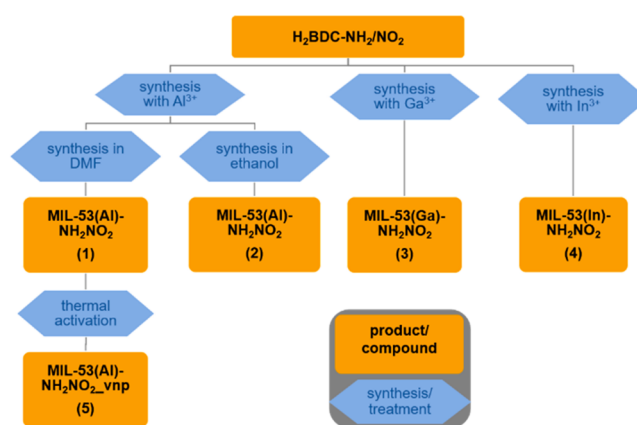 H₂BDC-NH₂/NO₂
synthesis
with Al³⁺
synthesis
with Ga³⁺
synthesis
with In³⁺
synthesis in
DMF
synthesis in
ethanol
MIL-53(Al)-
NH₂NO₂
(1)
MIL-53(Al)-
NH₂NO₂
(2)
MIL-53(Ga)-
NH₂NO₂
(3)
MIL-53(In)-
NH₂NO₂
(4)
thermal
activation
MIL-53(Al)-
NH₂NO₂_vnp
(5)
product/
compound
synthesis/
treatment